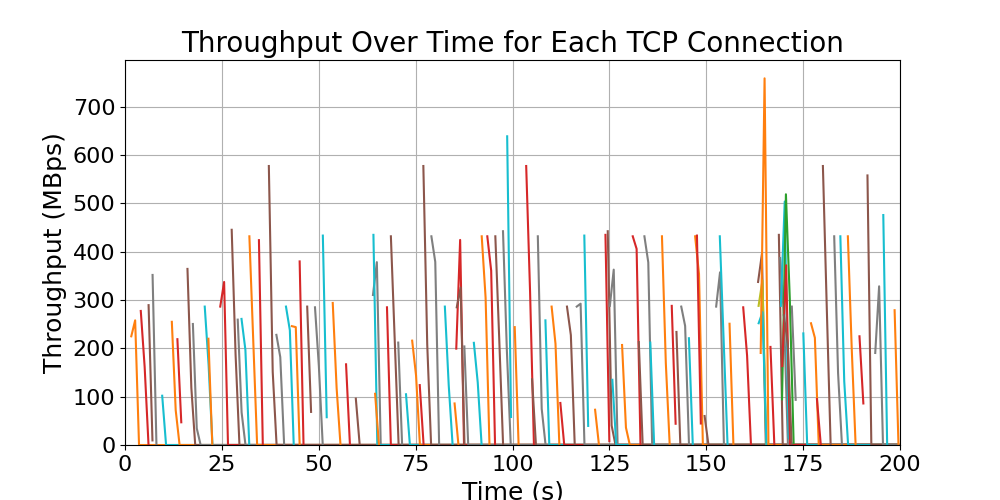 Throughput Over Time for Each TCP Connection
Throughput (MBps)
700
600
500
400
300
200
100
0
0 25 50 75 100 125 150 175 200
Time (s)